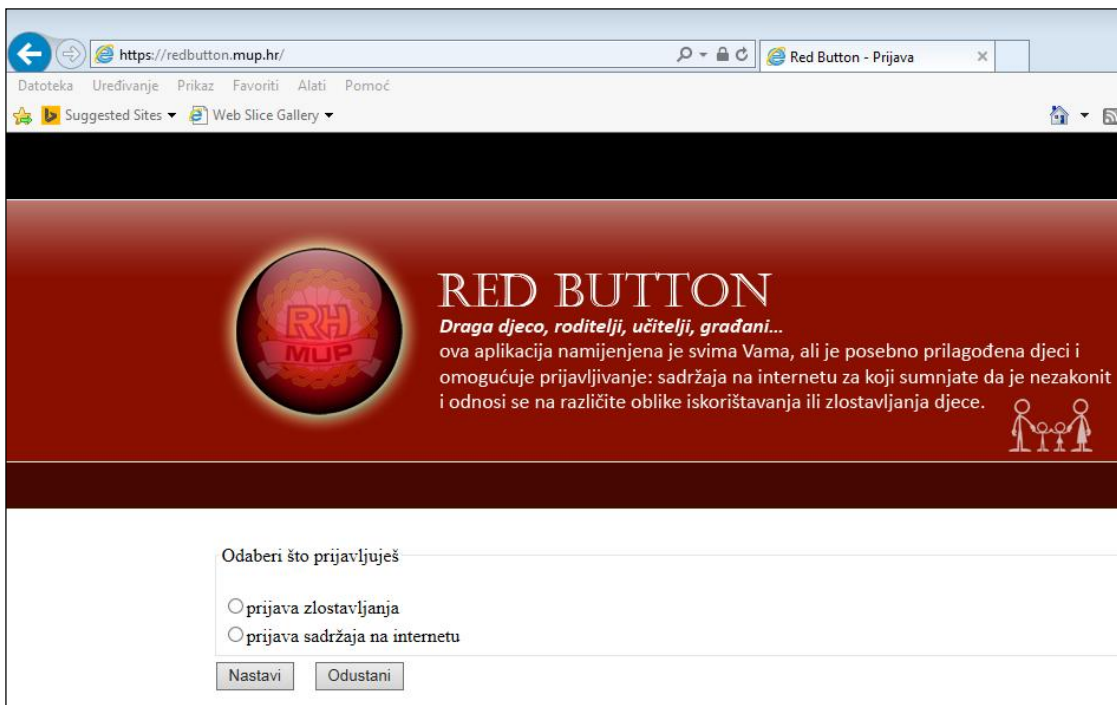 https://redbutton.mup.hr/
Red Button - Prijava
Datoteka Uređivanje Prikaz Favoriti Alati Pomoć
Suggested Sites
Web Slice Gallery
RH
MUP
RED BUTTON
Draga djeco, roditelji, učitelji, građani...
ova aplikacija namijenjena je svima Vama, ali je posebno prilagođena djeci i
omogućuje prijavljivanje: sadržaja na internetu za koji sumnjate da je nezakonit
i odnosi se na različite oblike iskorištavanja ili zlostavljanja djece.
Odaberi što prijavljuješ
prijava zlostavljanja
prijava sadržaja na internetu
Nastavi
Odustani